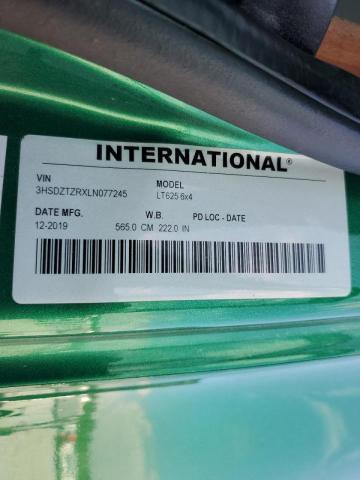 INTERNATIONAL®
VIN MODEL
3HSDZTZRXLN077245 LT625 6x4
DATE MFG. W.B. PD LOC - DATE
12-2019 565.0 CM 222.0 IN